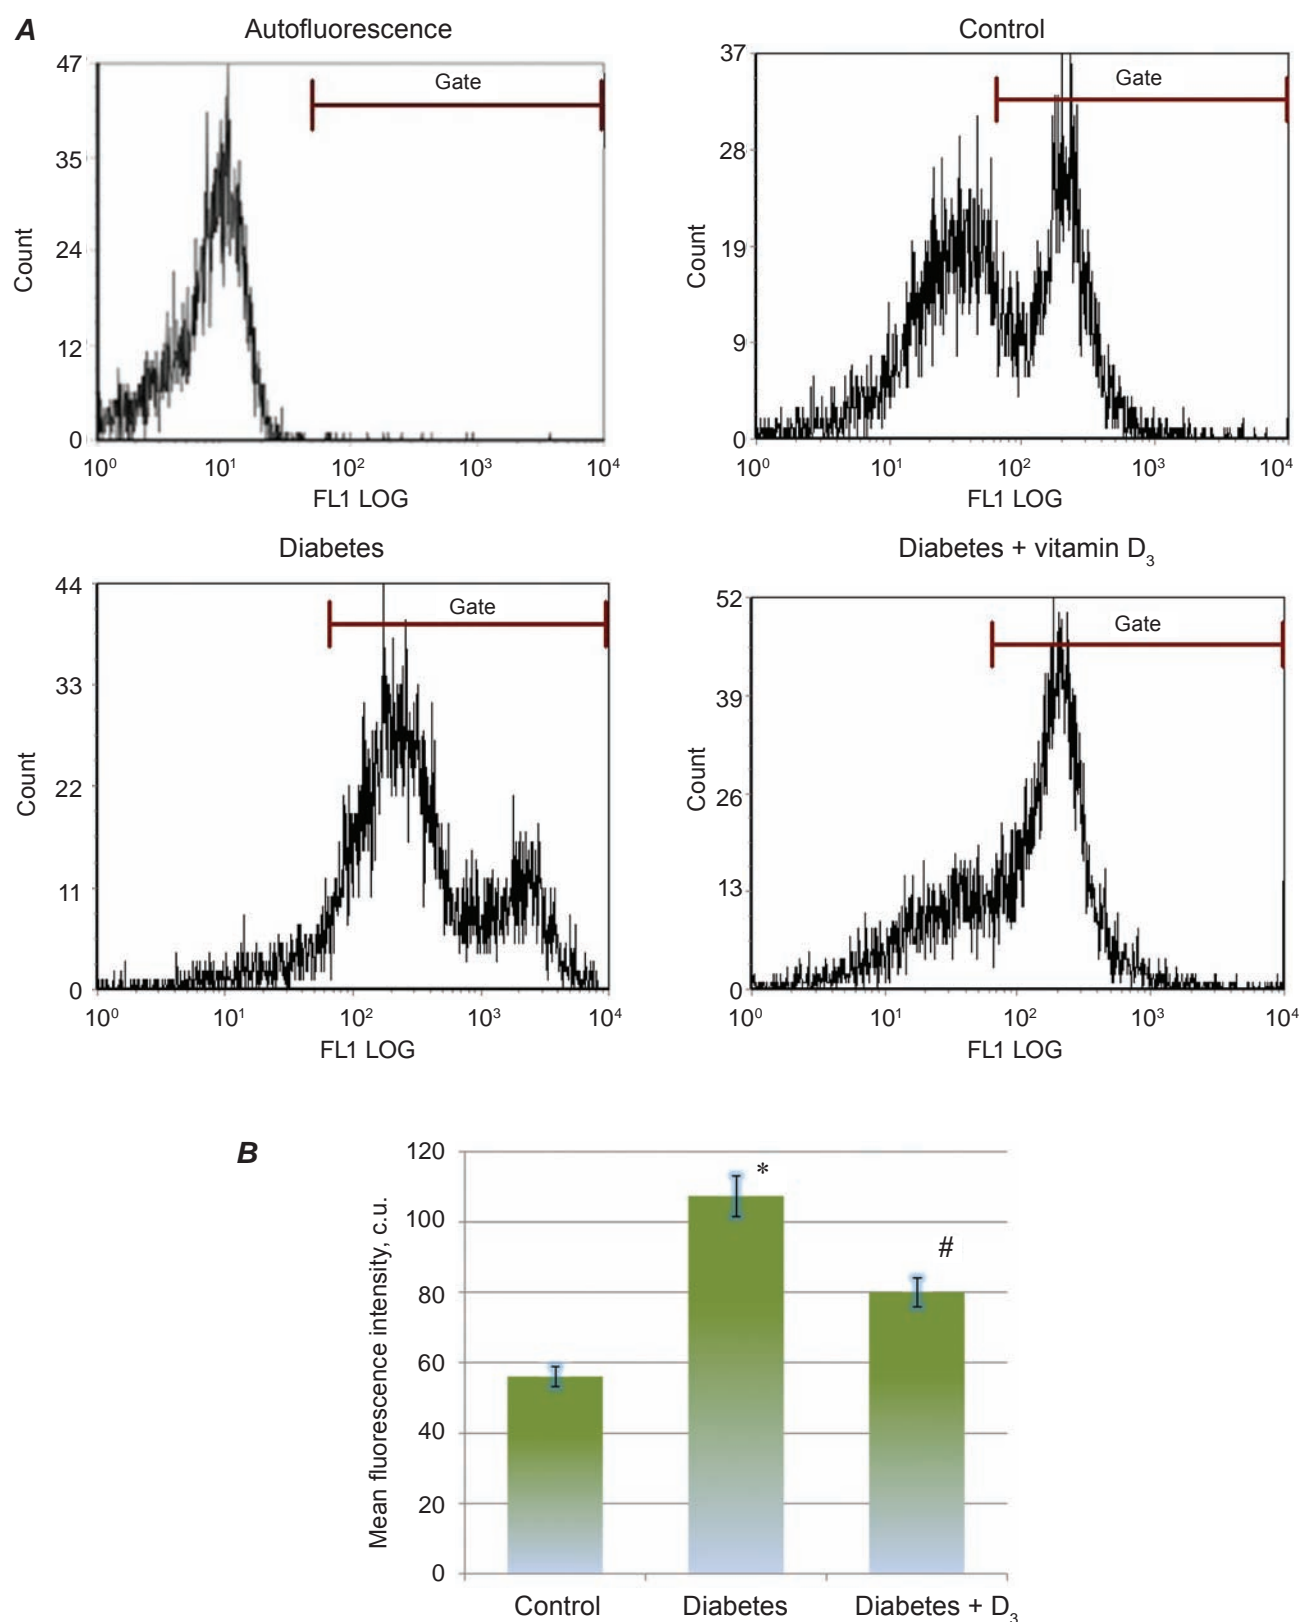 A
Autofluorescence
Gate
47
35
24
12
0
Count
10⁰ 10¹ 10² 10³ 10⁴
FL1 LOG
Control
Gate
37
28
19
9
0
Count
10⁰ 10¹ 10² 10³ 10⁴
FL1 LOG
Diabetes
Gate
44
33
22
11
0
Count
10⁰ 10¹ 10² 10³ 10⁴
FL1 LOG
Diabetes + vitamin D₃
Gate
52
39
26
13
0
Count
10⁰ 10¹ 10² 10³ 10⁴
FL1 LOG
B
Mean fluorescence intensity, c.u.
120
100
80
60
40
20
0
*
#
Control Diabetes Diabetes + D₃